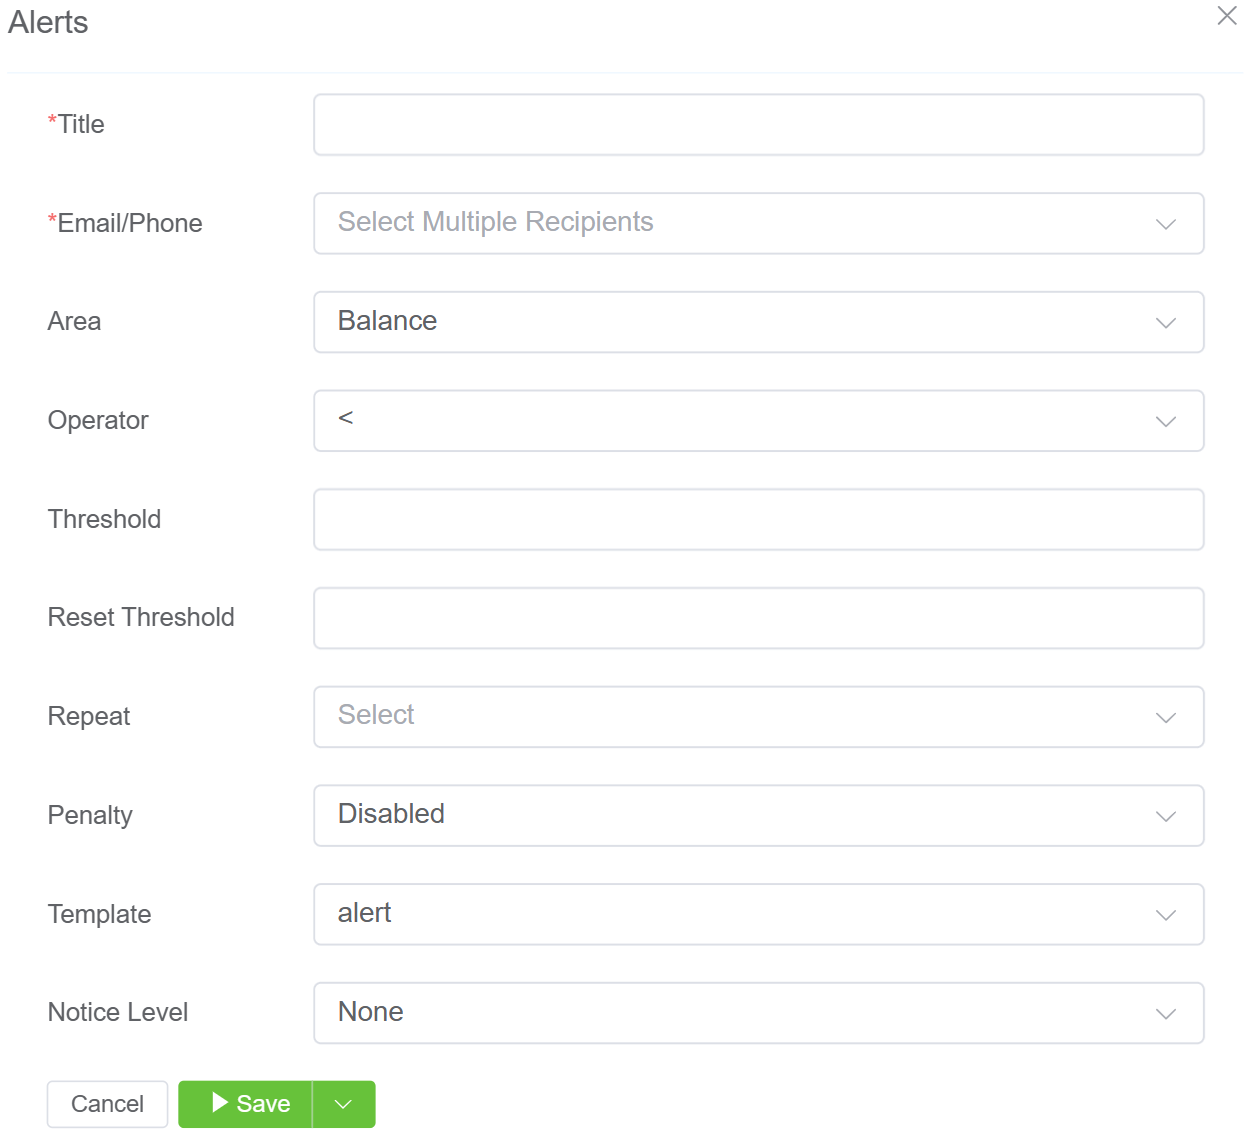 Alerts
*Title
*Email/Phone Select Multiple Recipients
Area Balance
Operator <
Threshold
Reset Threshold
Repeat Select
Penalty Disabled
Template alert
Notice Level None
Cancel Save